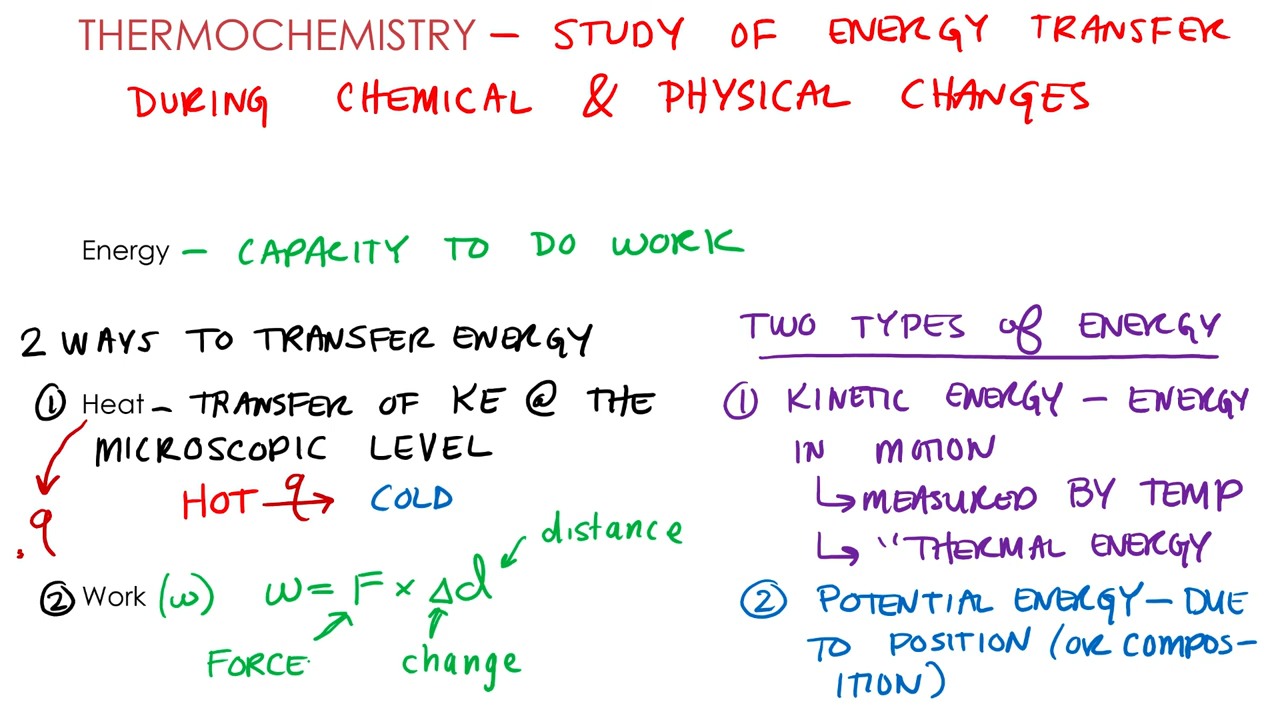 THERMOCHEMISTRY – STUDY OF ENERGY TRANSFER
DURING CHEMICAL & PHYSICAL CHANGES
Energy – CAPACITY TO DO WORK
2 WAYS TO TRANSFER ENERGY
① Heat – TRANSFER OF KE @ THE
MICROSCOPIC LEVEL
HOT q → COLD
q
distance
② Work (w) w = F × Δd
FORCE change
TWO TYPES of ENERGY
① KINETIC ENERGY – ENERGY
IN MOTION
↳ MEASURED BY TEMP
↳ "THERMAL ENERGY
② POTENTIAL ENERGY – DUE
TO POSITION (OR COMPOS-
ITION)